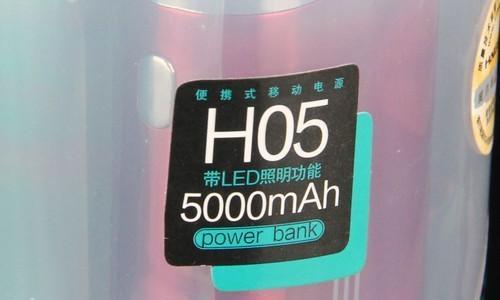 便携式移动电源
H05
带LED照明功能
5000mAh
power bank